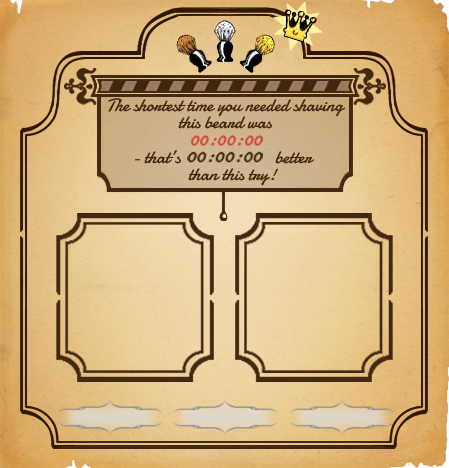 The shortest time you needed shaving
this beard was
00:00:00
- that's 00:00:00 better
than this try!